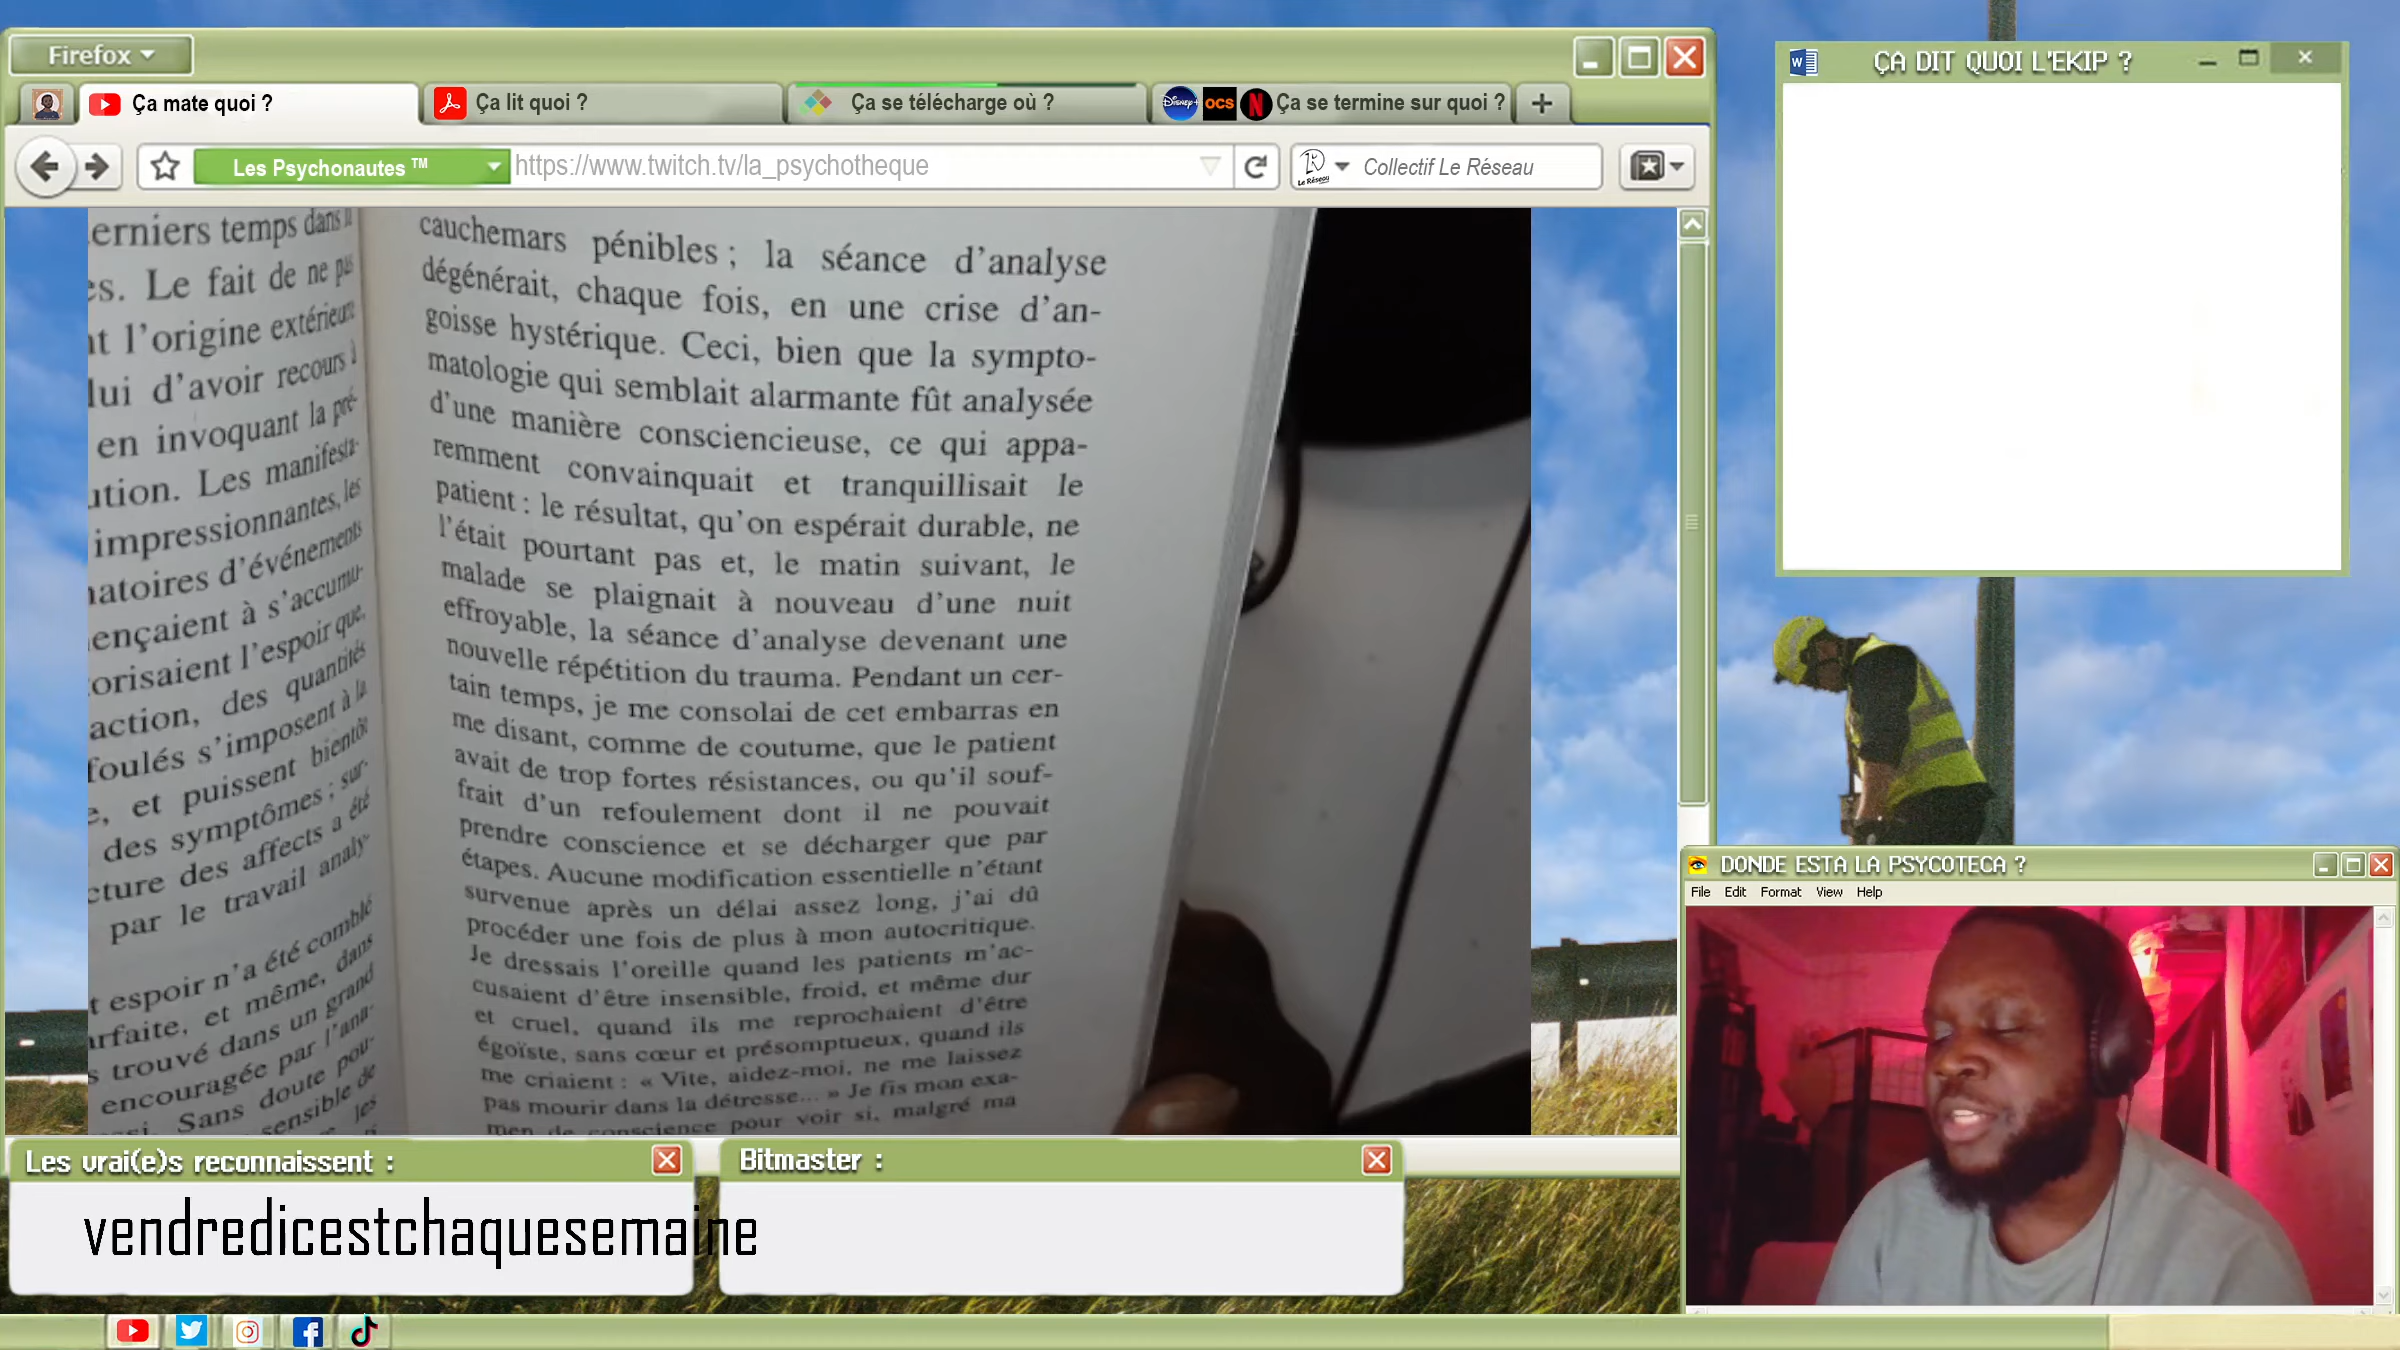 Firefox
Ça mate quoi ?
Ça lit quoi ?
Ça se télécharge où ?
Disney+ OCS N
Ça se termine sur quoi ?
Les Psychonautes ™
https://www.twitch.tv/la_psychotheque
Le Réseau
Collectif Le Réseau
ÇA DIT QUOI L'EKIP ?
erniers temps dans
es. Le fait de ne pas
nt l'origine extérieure
lui d'avoir recours à
en invoquant la pré-
ution. Les manifesta-
impressionnantes, les
natoires d'événements
ençaient à s'accumu-
orisaient l'espoir que,
action, des quantités
foulés s'imposent à la
e, et puissent bientôt
des symptômes ; sur-
cture des affects a été
par le travail analy-
t espoir n'a été comblé
arfaite, et même, dans
s trouvé dans un grand
encouragée par l'ana-
Sans doute pou-
sensible de
les
cauchemars pénibles ; la séance d'analyse
dégénérait, chaque fois, en une crise d'an-
goisse hystérique. Ceci, bien que la sympto-
matologie qui semblait alarmante fût analysée
d'une manière consciencieuse, ce qui appa-
remment convainquait et tranquillisait le
patient : le résultat, qu'on espérait durable, ne
l'était pourtant pas et, le matin suivant, le
malade se plaignait à nouveau d'une nuit
effroyable, la séance d'analyse devenant une
nouvelle répétition du trauma. Pendant un cer-
tain temps, je me consolai de cet embarras en
me disant, comme de coutume, que le patient
avait de trop fortes résistances, ou qu'il souf-
frait d'un refoulement dont il ne pouvait
prendre conscience et se décharger que par
étapes. Aucune modification essentielle n'étant
survenue après un délai assez long, j'ai dû
procéder une fois de plus à mon autocritique.
Je dressais l'oreille quand les patients m'ac-
cusaient d'être insensible, froid, et même dur
et cruel, quand ils me reprochaient d'être
égoïste, sans cœur et présomptueux, quand ils
me criaient : « Vite, aidez-moi, ne me laissez
pas mourir dans la détresse... » Je fis mon exa-
men de conscience pour voir si, malgré ma
DONDE ESTA LA PSYCOTECA ?
File Edit Format View Help
Les vrai(e)s reconnaissent :
vendredicestchaquesemaine
Bitmaster :